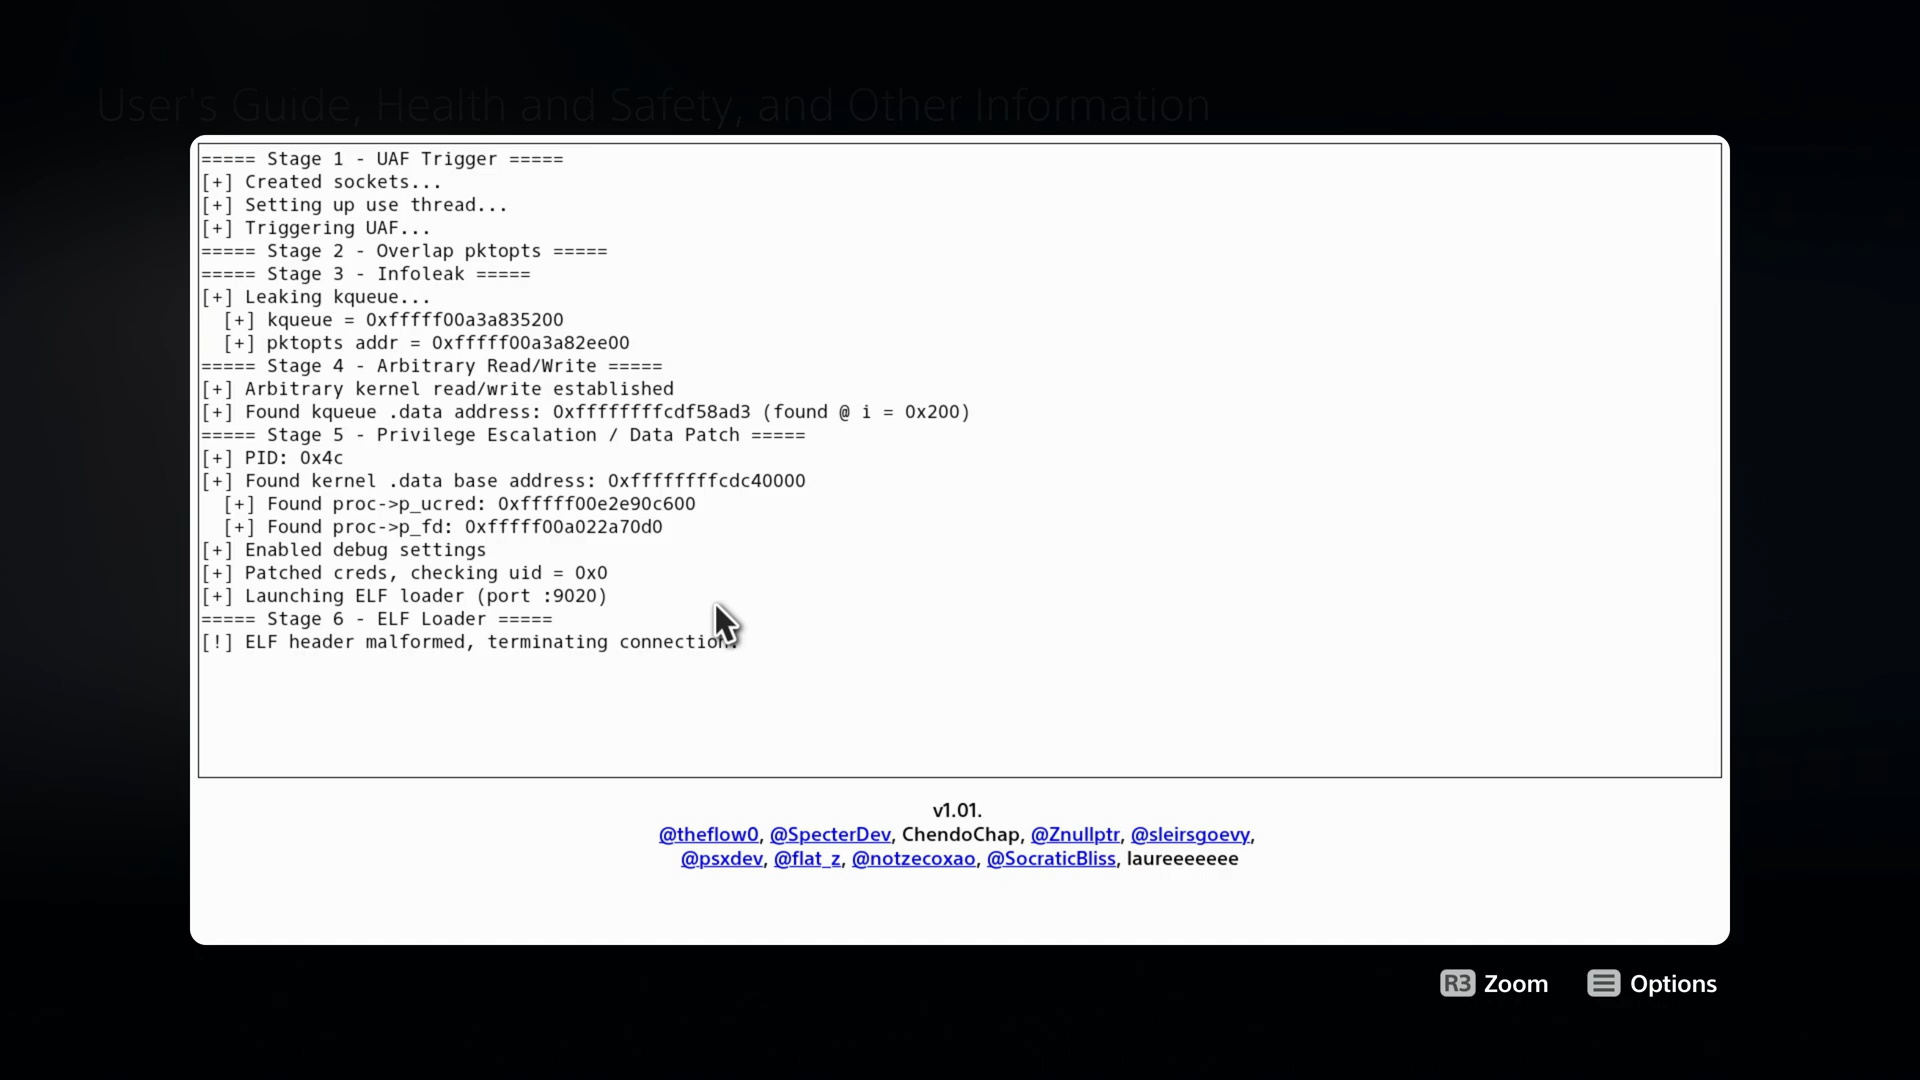 User's Guide, Health and Safety, and Other Information
===== Stage 1 - UAF Trigger =====
[+] Created sockets...
[+] Setting up use thread...
[+] Triggering UAF...
===== Stage 2 - Overlap pktopts =====
===== Stage 3 - Infoleak =====
[+] Leaking kqueue...
  [+] kqueue = 0xfffff00a3a835200
  [+] pktopts addr = 0xfffff00a3a82ee00
===== Stage 4 - Arbitrary Read/Write =====
[+] Arbitrary kernel read/write established
[+] Found kqueue .data address: 0xffffffffcdf58ad3 (found @ i = 0x200)
===== Stage 5 - Privilege Escalation / Data Patch =====
[+] PID: 0x4c
[+] Found kernel .data base address: 0xffffffffcdc40000
  [+] Found proc->p_ucred: 0xfffff00e2e90c600
  [+] Found proc->p_fd: 0xfffff00a022a70d0
[+] Enabled debug settings
[+] Patched creds, checking uid = 0x0
[+] Launching ELF loader (port :9020)
===== Stage 6 - ELF Loader =====
[!] ELF header malformed, terminating connection.
v1.01.
@theflow0, @SpecterDev, ChendoChap, @Znullptr, @sleirsgoevy,
@psxdev, @flat_z, @notzecoxao, @SocraticBliss, laureeeeeee
R3 Zoom Options